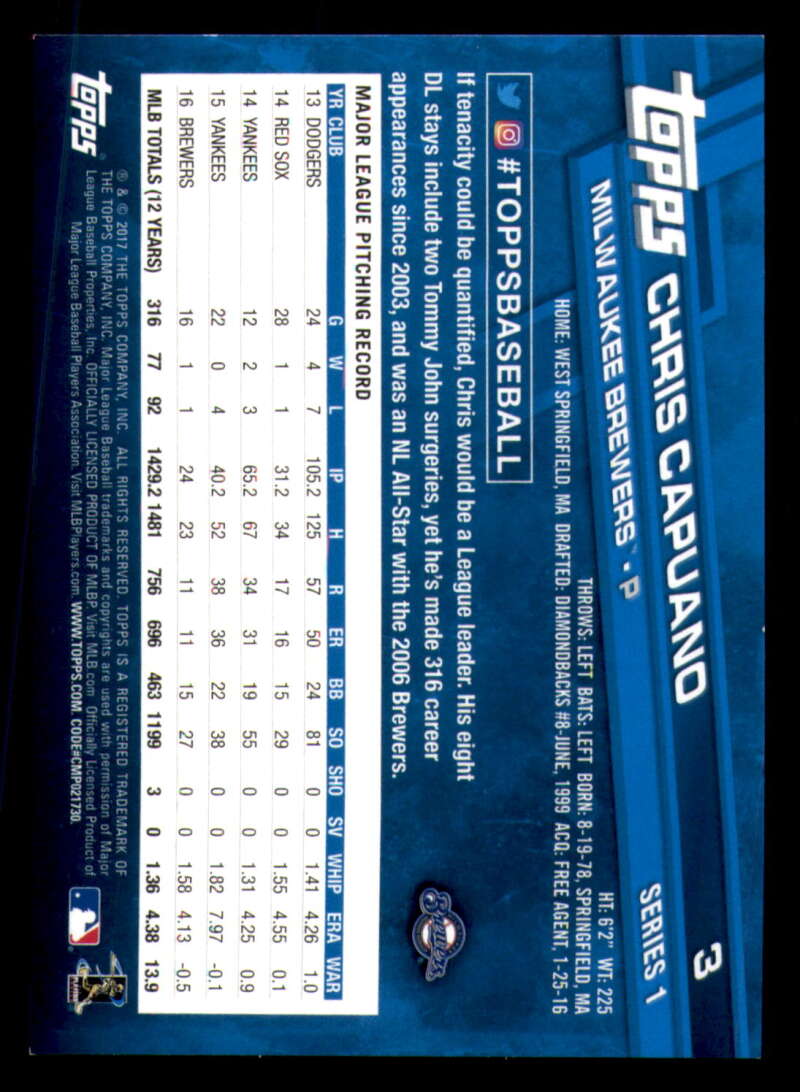 topps CHRIS CAPUANO 3
MILWAUKEE BREWERS™ • P SERIES 1
HT: 6'2" WT: 225
THROWS: LEFT BATS: LEFT BORN: 8-19-78, SPRINGFIELD, MA
HOME: WEST SPRINGFIELD, MA DRAFTED: DIAMONDBACKS #8-JUNE, 1999 ACQ: FREE AGENT, 1-25-16
#TOPPSBASEBALL
If tenacity could be quantified, Chris would be a League leader. His eight
DL stays include two Tommy John surgeries, yet he's made 316 career
appearances since 2003, and was an NL All-Star with the 2006 Brewers.
Brewers
MAJOR LEAGUE PITCHING RECORD
YR CLUB G W L IP H R ER BB SO SHO SV WHIP ERA WAR
13 DODGERS 24 4 7 105.2 125 57 50 24 81 0 0 1.41 4.26 1.0
14 RED SOX 28 1 1 31.2 34 17 16 15 29 0 0 1.55 4.55 0.1
14 YANKEES 12 2 3 65.2 67 34 31 19 55 0 0 1.31 4.25 0.9
15 YANKEES 22 0 4 40.2 52 38 36 22 38 0 0 1.82 7.97 -0.1
16 BREWERS 16 1 1 24 23 11 11 15 27 0 0 1.58 4.13 -0.5
MLB TOTALS (12 YEARS) 316 77 92 1429.2 1481 756 696 463 1199 3 0 1.36 4.38 13.9
topps®
® & © 2017 THE TOPPS COMPANY, INC. ALL RIGHTS RESERVED. TOPPS IS A REGISTERED TRADEMARK OF
THE TOPPS COMPANY, INC. Major League Baseball trademarks and copyrights are used with permission of Major
League Baseball Properties, Inc. OFFICIALLY LICENSED PRODUCT OF MLBP. Visit MLB.com Officially Licensed Product of
Major League Baseball Players Association. Visit MLBPlayers.com. WWW.TOPPS.COM. CODE#CMP021730.